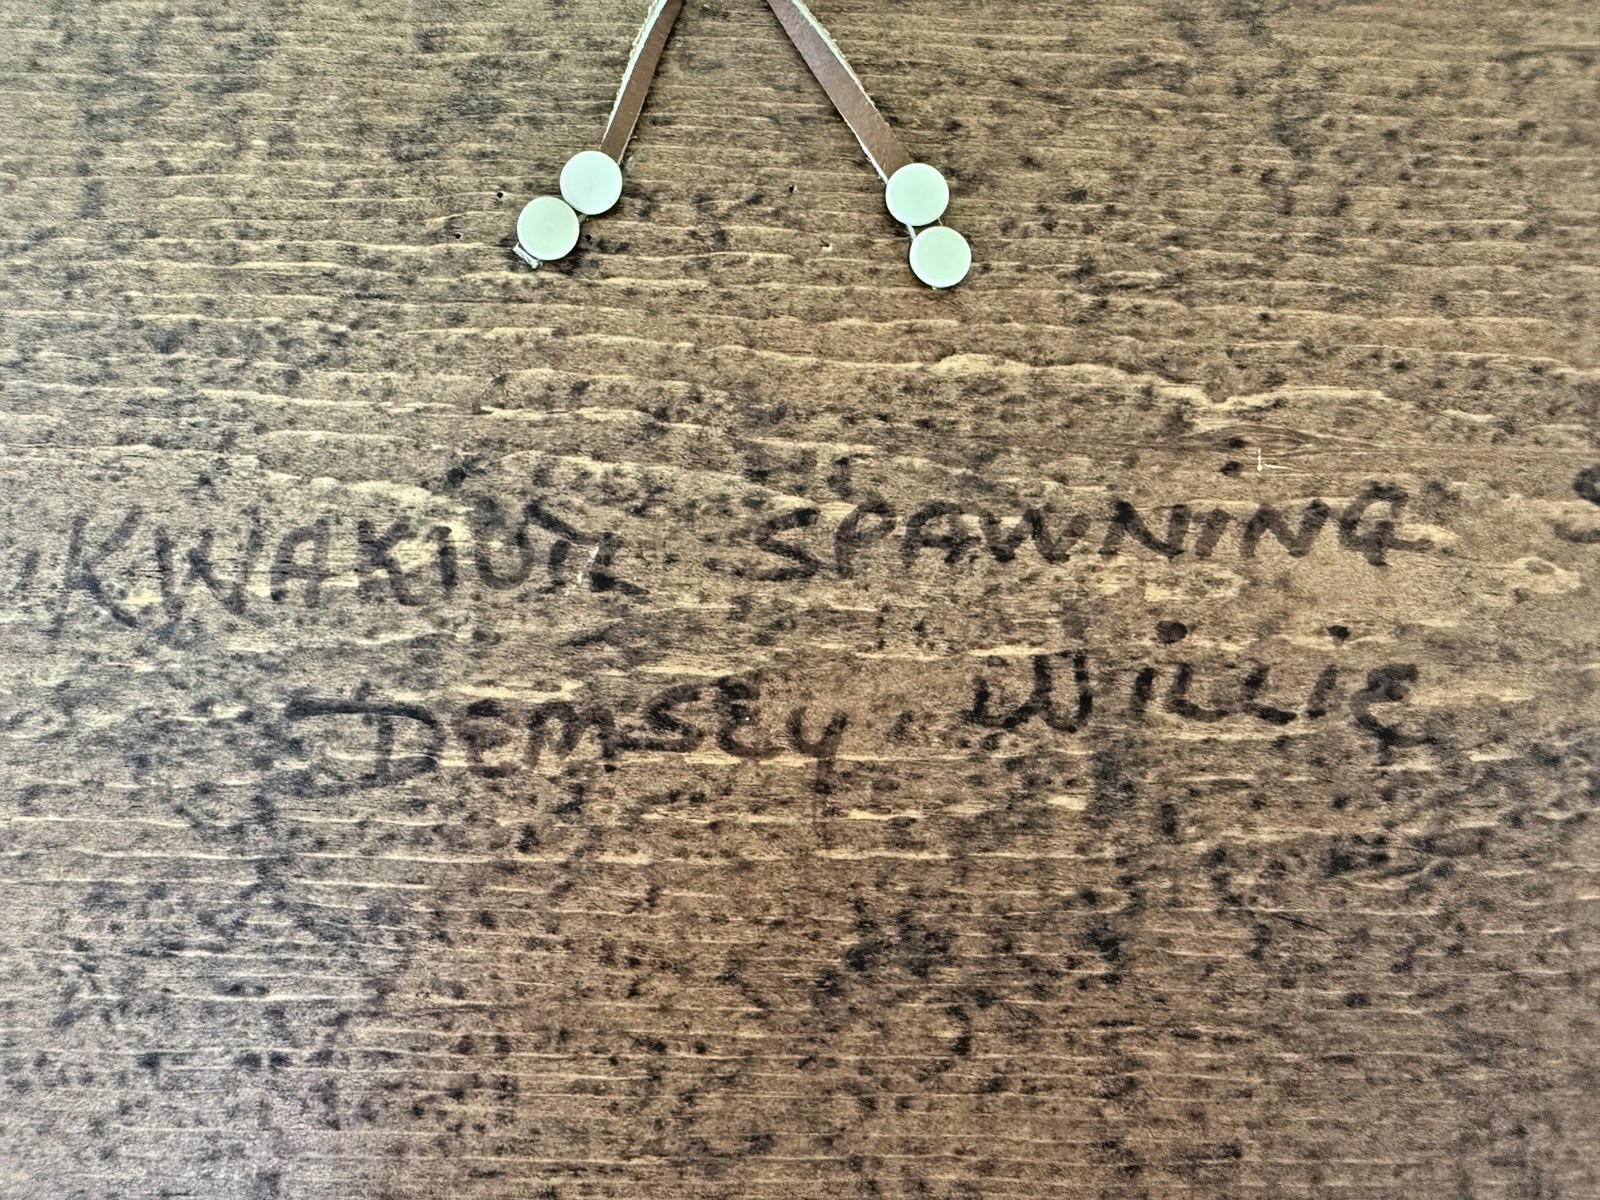 "KWAKIUTL SPAWNING S
DEMSEY. WILLIE